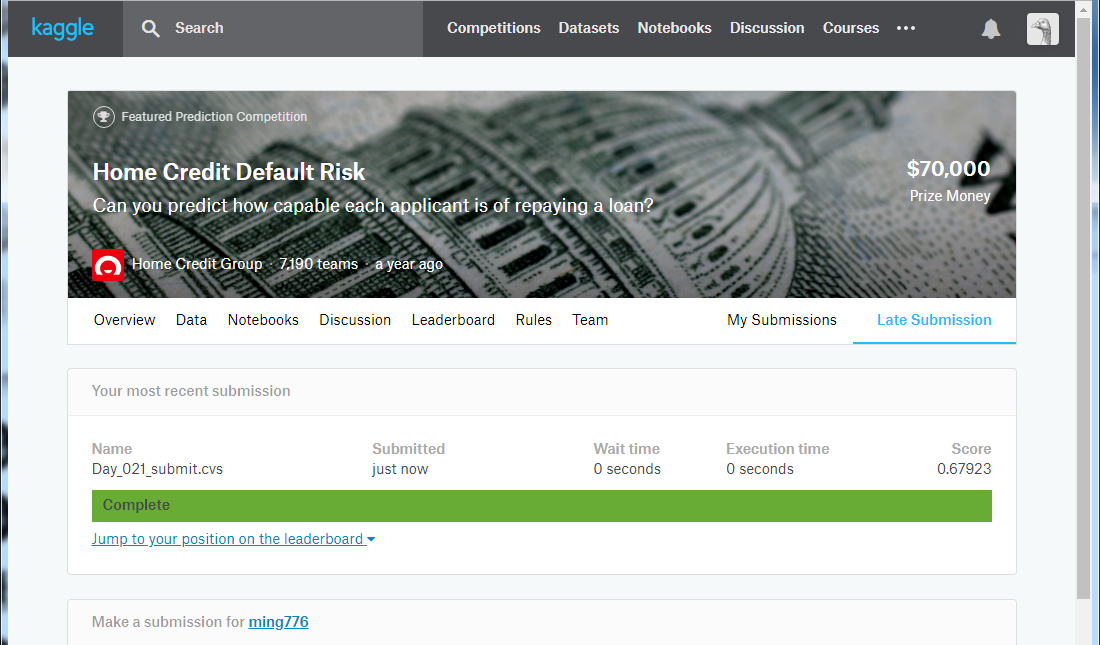 kaggle Search Competitions Datasets Notebooks Discussion Courses •••
Featured Prediction Competition
Home Credit Default Risk
$70,000
Can you predict how capable each applicant is of repaying a loan?
Prize Money
Home Credit Group · 7,190 teams · a year ago
Overview Data Notebooks Discussion Leaderboard Rules Team My Submissions Late Submission
Your most recent submission
Name Submitted Wait time Execution time Score
Day_021_submit.cvs just now 0 seconds 0 seconds 0.67923
Complete
Jump to your position on the leaderboard
Make a submission for ming776